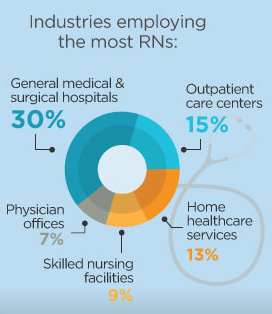 Industries employing
the most RNs:
General medical &
surgical hospitals
30%
Outpatient
care centers
15%
Physician
offices
7%
Home
healthcare
services
13%
Skilled nursing
facilities
9%